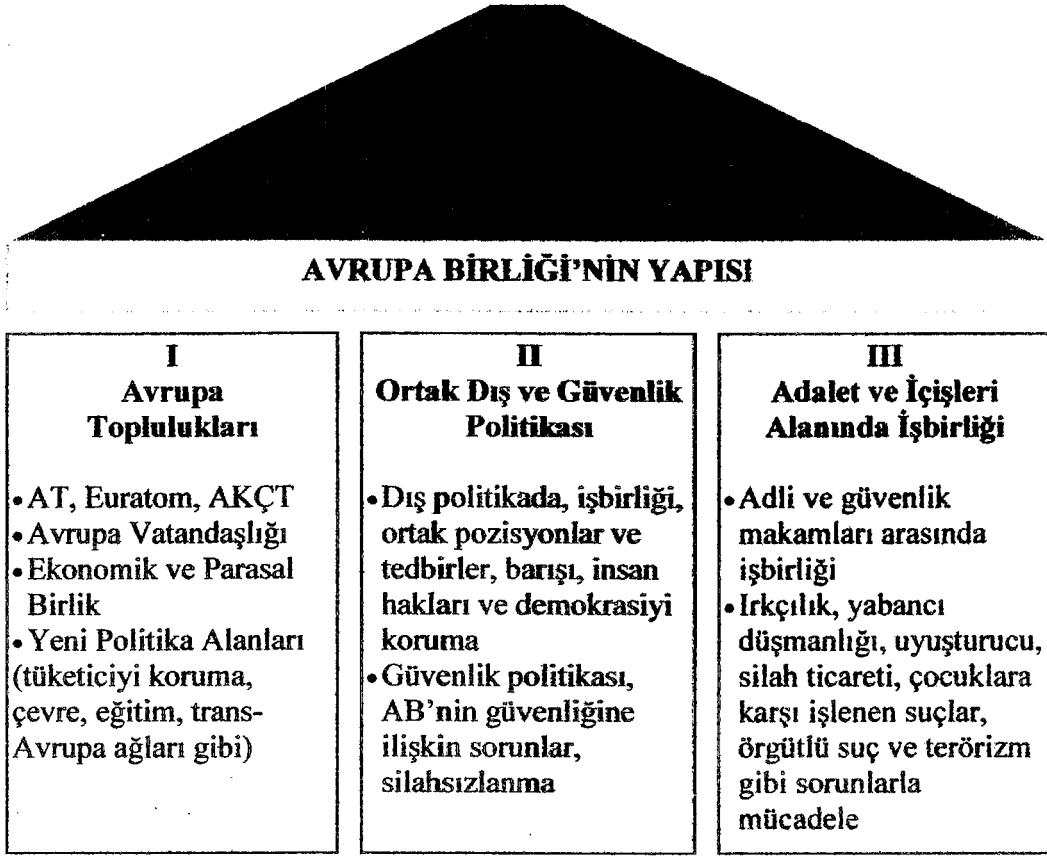 AVRUPA BİRLİĞİ'NİN YAPISI
I
Avrupa
Toplulukları
• AT, Euratom, AKÇT
• Avrupa Vatandaşlığı
• Ekonomik ve Parasal
Birlik
• Yeni Politika Alanları
(tüketiciyi koruma,
çevre, eğitim, trans-
Avrupa ağları gibi)
II
Ortak Dış ve Güvenlik
Politikası
• Dış politikada, işbirliği,
ortak pozisyonlar ve
tedbirler, barışı, insan
hakları ve demokrasiyi
koruma
• Güvenlik politikası,
AB'nin güvenliğine
ilişkin sorunlar,
silahsızlanma
III
Adalet ve İçişleri
Alanında İşbirliği
• Adli ve güvenlik
makamları arasında
işbirliği
• Irkçılık, yabancı
düşmanlığı, uyuşturucu,
silah ticareti, çocuklara
karşı işlenen suçlar,
örgütlü suç ve terörizm
gibi sorunlarla
mücadele